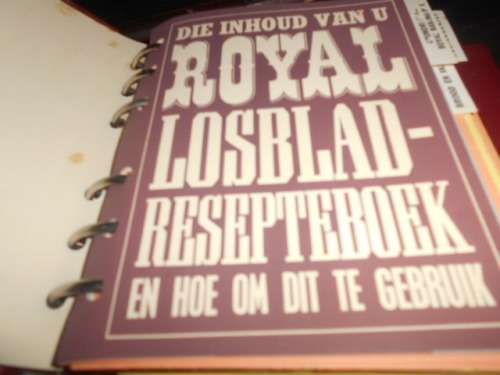 DIE INHOUD VAN U
ROYAL
LOSBLAD-
RESEPTEBOEK
EN HOE OM DIT TE GEBRUIK